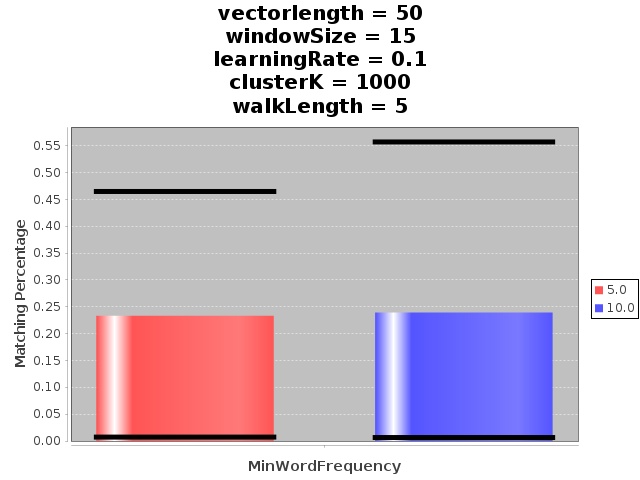 vectorlength = 50
windowSize = 15
learningRate = 0.1
clusterK = 1000
walkLength = 5
0.55
0.50
0.45
0.40
0.35
0.30
0.25
0.20
0.15
0.10
0.05
0.00
Matching Percentage
MinWordFrequency
5.0
10.0